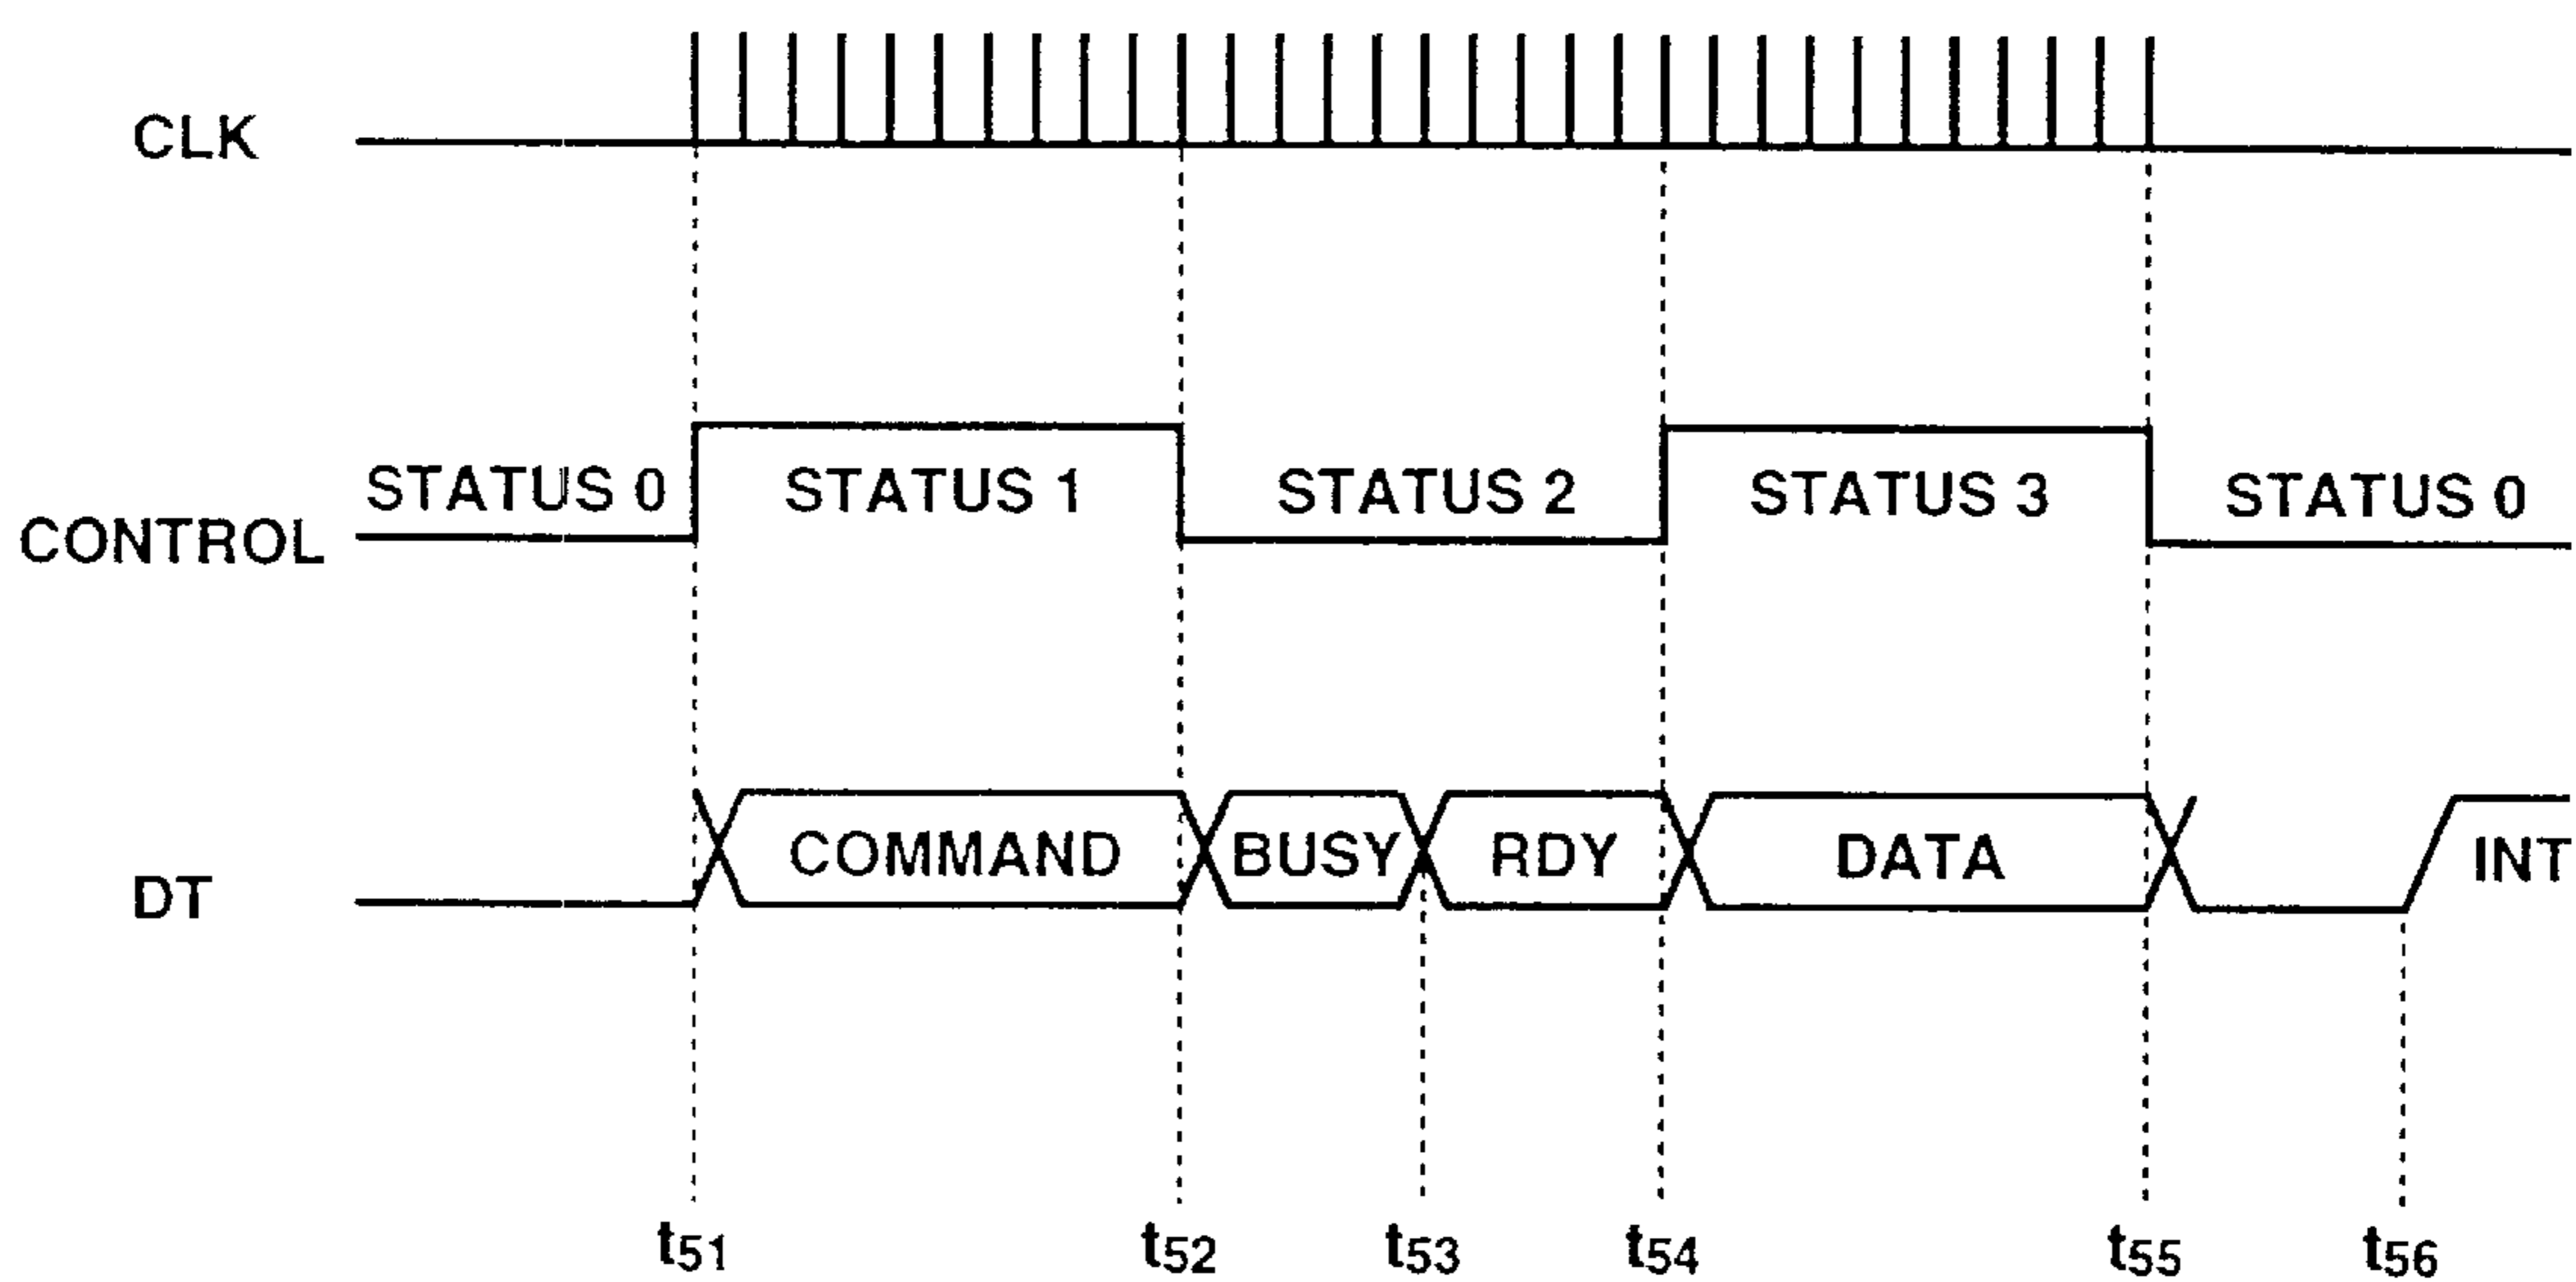 CLK
STATUS 0 STATUS 1 STATUS 2 STATUS 3 STATUS 0
CONTROL
COMMAND BUSY RDY DATA INT
DT
t51 t52 t53 t54 t55 t56